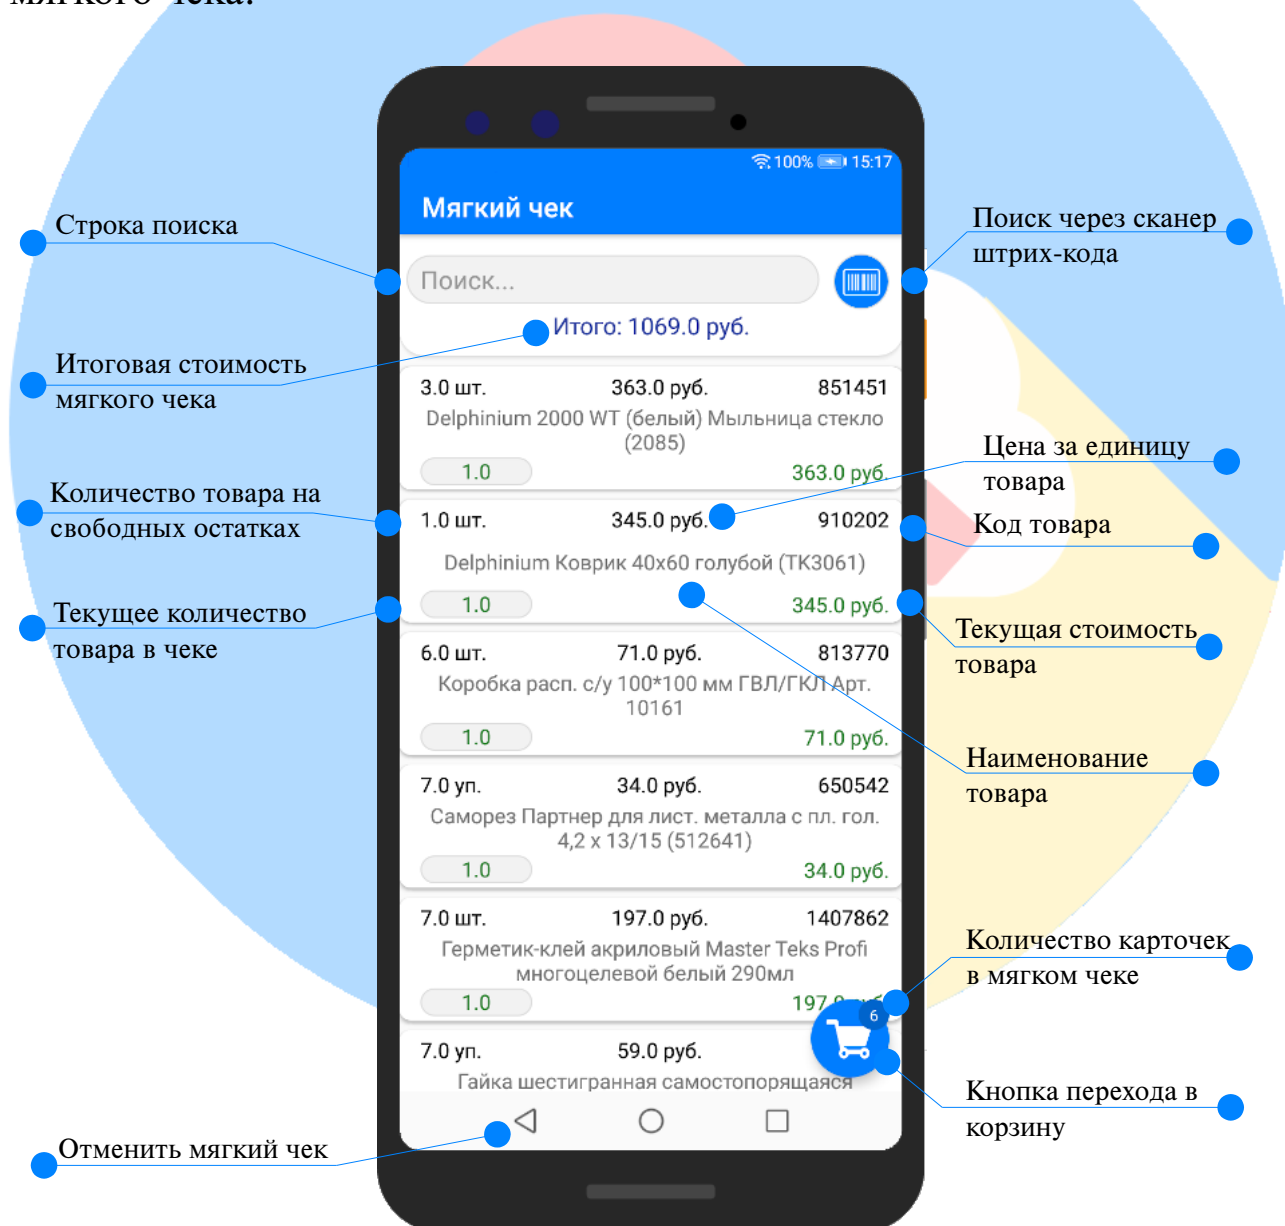 мягкого чека:
100% 15:17
Мягкий чек
Строка поиска
Поиск через сканер
штрих-кода
Поиск...
Итого: 1069.0 руб.
Итоговая стоимость
мягкого чека
3.0 шт. 363.0 руб. 851451
Delphinium 2000 WT (белый) Мыльница стекло
(2085)
1.0 363.0 руб.
Цена за единицу
товара
Количество товара на
свободных остатках
1.0 шт. 345.0 руб. 910202
Код товара
Delphinium Коврик 40х60 голубой (TK3061)
1.0 345.0 руб.
Текущее количество
товара в чеке
Текущая стоимость
товара
6.0 шт. 71.0 руб. 813770
Коробка расп. с/у 100*100 мм ГВЛ/ГКЛ Арт.
10161
1.0 71.0 руб.
Наименование
товара
7.0 уп. 34.0 руб. 650542
Саморез Партнер для лист. металла с пл. гол.
4,2 х 13/15 (512641)
1.0 34.0 руб.
7.0 шт. 197.0 руб. 1407862
Герметик-клей акриловый Master Teks Profi
многоцелевой белый 290мл
1.0 197.0
Количество карточек
в мягком чеке
6
7.0 уп. 59.0 руб.
Гайка шестигранная самостопорящаяся
Кнопка перехода в
корзину
Отменить мягкий чек